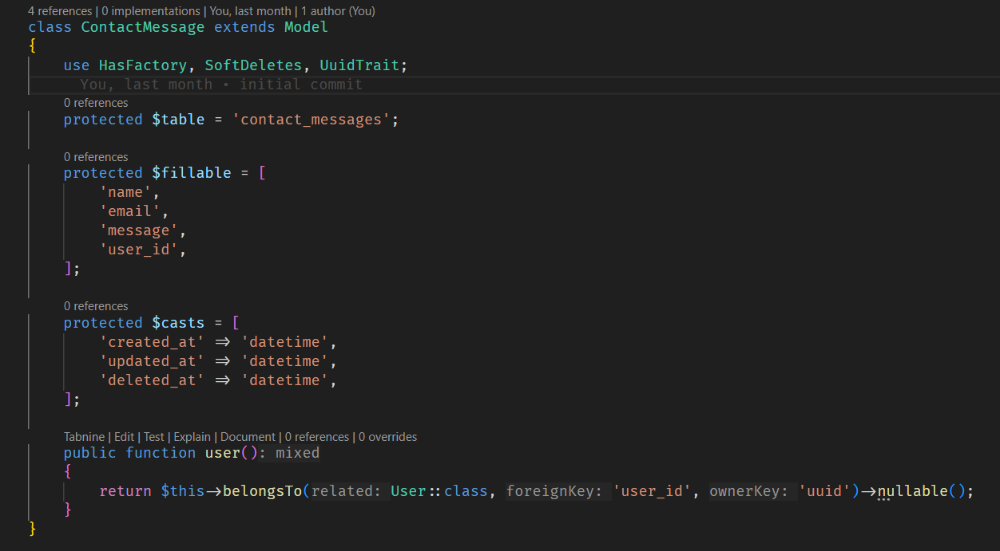 4 references | 0 implementations | You, last month | 1 author (You)
class ContactMessage extends Model
{
use HasFactory, SoftDeletes, UuidTrait;
You, last month • initial commit
0 references
protected $table = 'contact_messages';
0 references
protected $fillable = [
'name',
'email',
'message',
'user_id',
];
0 references
protected $casts = [
'created_at' => 'datetime',
'updated_at' => 'datetime',
'deleted_at' => 'datetime',
];
Tabnine | Edit | Test | Explain | Document | 0 references | 0 overrides
public function user(): mixed
{
return $this->belongsTo(related: User::class, foreignKey: 'user_id', ownerKey: 'uuid')->nullable();
}
}